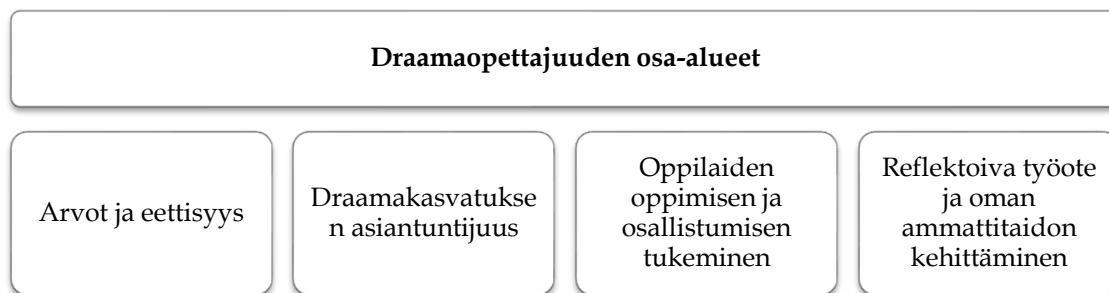 Draamaopettajuuden osa-alueet
Arvot ja eettisyys
Draamakasvatukse
n asiantuntijuus
Oppilaiden
oppimisen ja
osallistumisen
tukeminen
Reflektoiva työote
ja oman
ammattitaidon
kehittäminen